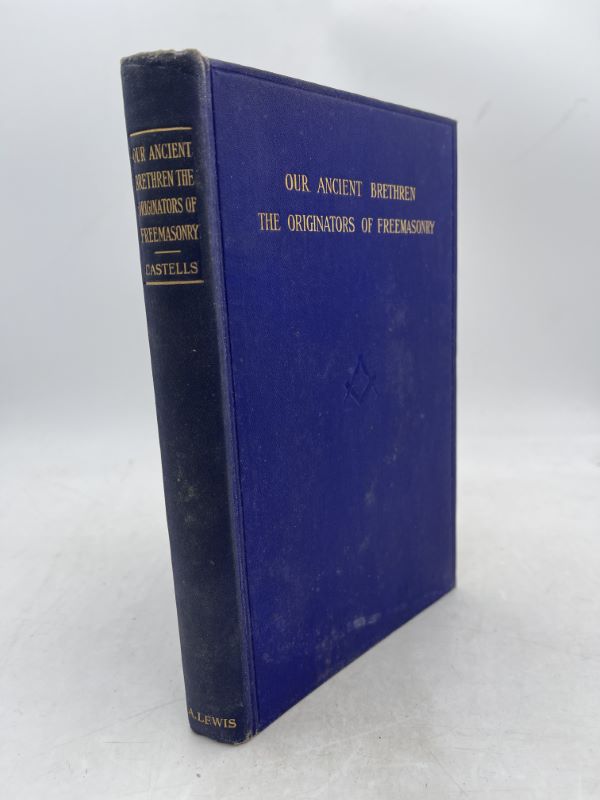 OUR ANCIENT
BRETHREN THE
ORIGINATORS OF
FREEMASONRY
CASTELLS
A. LEWIS
OUR ANCIENT BRETHREN
THE ORIGINATORS OF FREEMASONRY